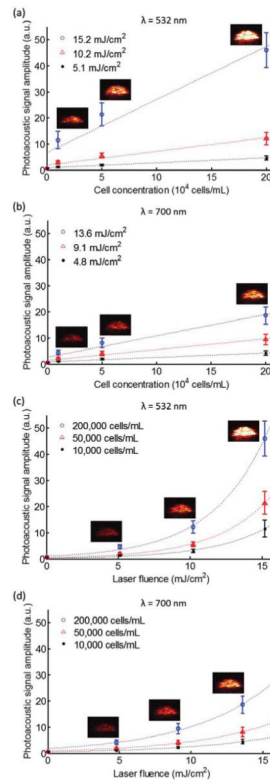 (a)
λ = 532 nm
15.2 mJ/cm²
10.2 mJ/cm²
5.1 mJ/cm²
Photoacoustic signal amplitude (a.u.)
50
40
30
20
10
0
0 5 10 15 20
Cell concentration (10⁴ cells/mL)
(b)
λ = 700 nm
13.6 mJ/cm²
9.1 mJ/cm²
4.8 mJ/cm²
Photoacoustic signal amplitude (a.u.)
50
40
30
20
10
0
0 5 10 15 20
Cell concentration (10⁴ cells/mL)
(c)
λ = 532 nm
200,000 cells/mL
50,000 cells/mL
10,000 cells/mL
Photoacoustic signal amplitude (a.u.)
50
40
30
20
10
0
0 5 10 15
Laser fluence (mJ/cm²)
(d)
λ = 700 nm
200,000 cells/mL
50,000 cells/mL
10,000 cells/mL
Photoacoustic signal amplitude (a.u.)
50
40
30
20
10
0
0 5 10 15
Laser fluence (mJ/cm²)